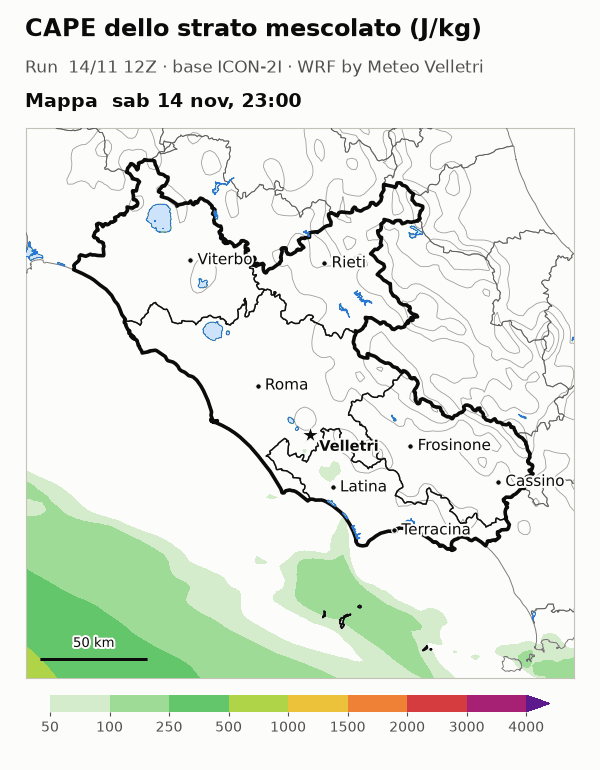 CAPE dello strato mescolato (J/kg)
Run  14/11 12Z · base ICON-2I · WRF by Meteo Velletri
Mappa  sab 14 nov, 23:00
Viterbo
Rieti
Roma
Velletri
Frosinone
Latina
Cassino
Terracina
50 km
50 100 250 500 1000 1500 2000 3000 4000